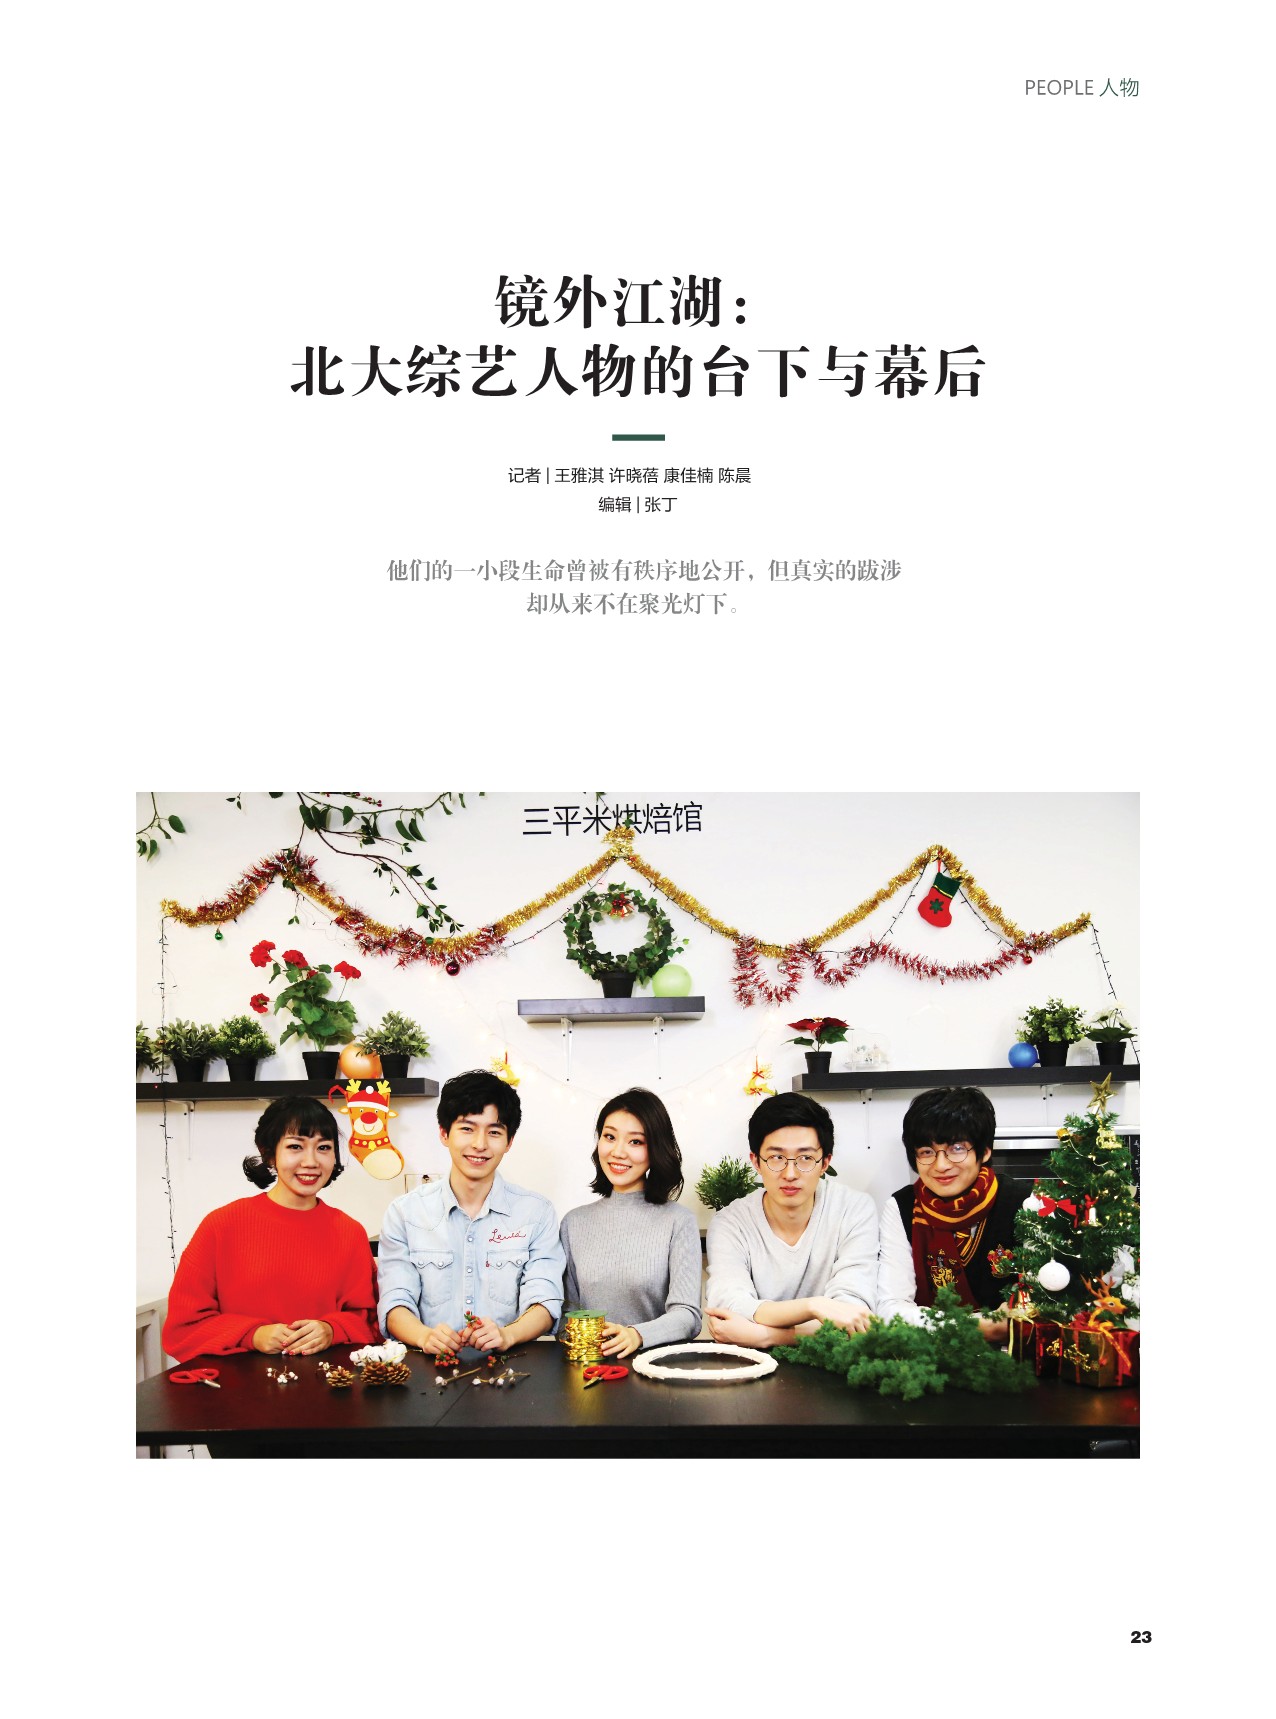 PEOPLE 人物
镜外江湖：
北大综艺人物的台下与幕后
记者 | 王雅淇 许晓蓓 康佳楠 陈晨
编辑 | 张丁
他们的一小段生命曾被有秩序地公开，但真实的跋涉
却从来不在聚光灯下。
三平米烘焙馆
23